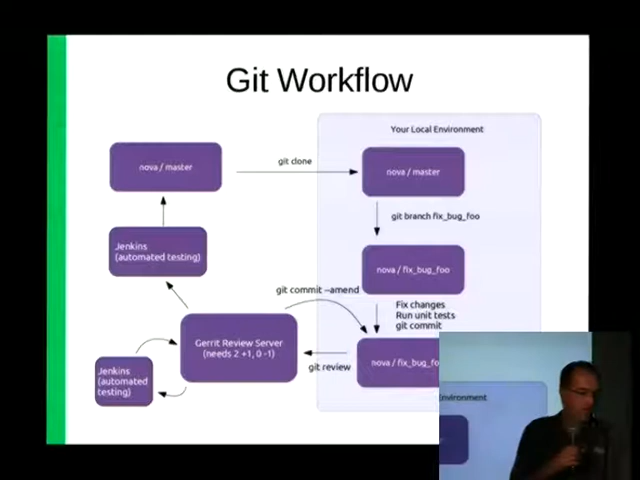 Git Workflow
Your Local Environment
nova / master
git clone
nova / master
git branch fix_bug_foo
Jenkins
(automated testing)
nova / fix_bug_foo
git commit --amend
Fix changes
Run unit tests
git commit
Gerrit Review Server
(needs 2 +1, 0 -1)
git review
nova / fix_bug_fo
Jenkins
(automated
testing)